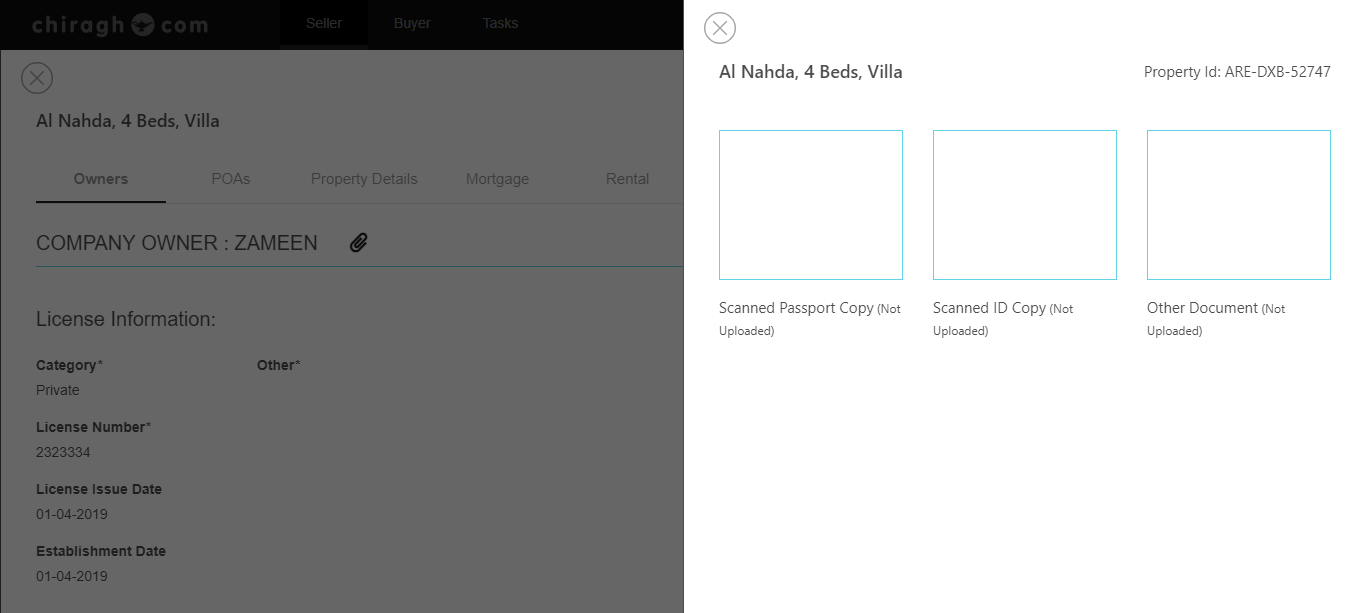 chiragh com
Seller Buyer Tasks
Al Nahda, 4 Beds, Villa
Owners POAs Property Details Mortgage Rental
COMPANY OWNER : ZAMEEN
License Information:
Category* Other*
Private
License Number*
2323334
License Issue Date
01-04-2019
Establishment Date
01-04-2019
Al Nahda, 4 Beds, Villa Property Id: ARE-DXB-52747
Scanned Passport Copy (Not
Uploaded)
Scanned ID Copy (Not
Uploaded)
Other Document (Not
Uploaded)